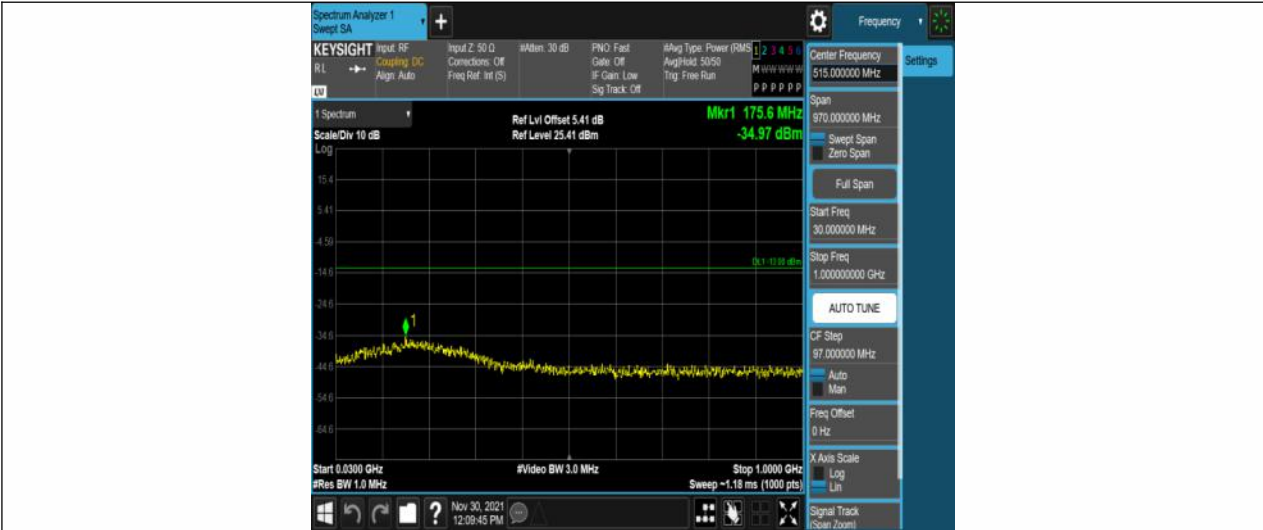 Spectrum Analyzer 1
Swept SA
+
Frequency
KEYSIGHT
RL
LW
Input: RF
Coupling: DC
Align: Auto
Input Z: 50 Ω
Corrections: Off
Freq Ref: Int (S)
#Atten: 30 dB
PNO: Fast
Gate: Off
IF Gain: Low
Sig Track: Off
#Avg Type: Power (RMS
Avg|Hold: 50/50
Trig: Free Run
1 2 3 4 5 6
M W W W W W
P P P P P P
1 Spectrum
Scale/Div 10 dB
Log
Ref Lvl Offset 5.41 dB
Ref Level 25.41 dBm
Mkr1 175.6 MHz
-34.97 dBm
15.4
5.41
-4.59
DL1 -13.00 dBm
-14.6
-24.6
-34.6
1
-44.6
-54.6
-64.6
Start 0.0300 GHz
#Res BW 1.0 MHz
#Video BW 3.0 MHz
Stop 1.0000 GHz
Sweep ~1.18 ms (1000 pts)
?
Nov 30, 2021
12:09:45 PM
Center Frequency
515.000000 MHz
Settings
Span
970.000000 MHz
Swept Span
Zero Span
Full Span
Start Freq
30.000000 MHz
Stop Freq
1.000000000 GHz
AUTO TUNE
CF Step
97.000000 MHz
Auto
Man
Freq Offset
0 Hz
X Axis Scale
Log
Lin
Signal Track
(Span Zoom)